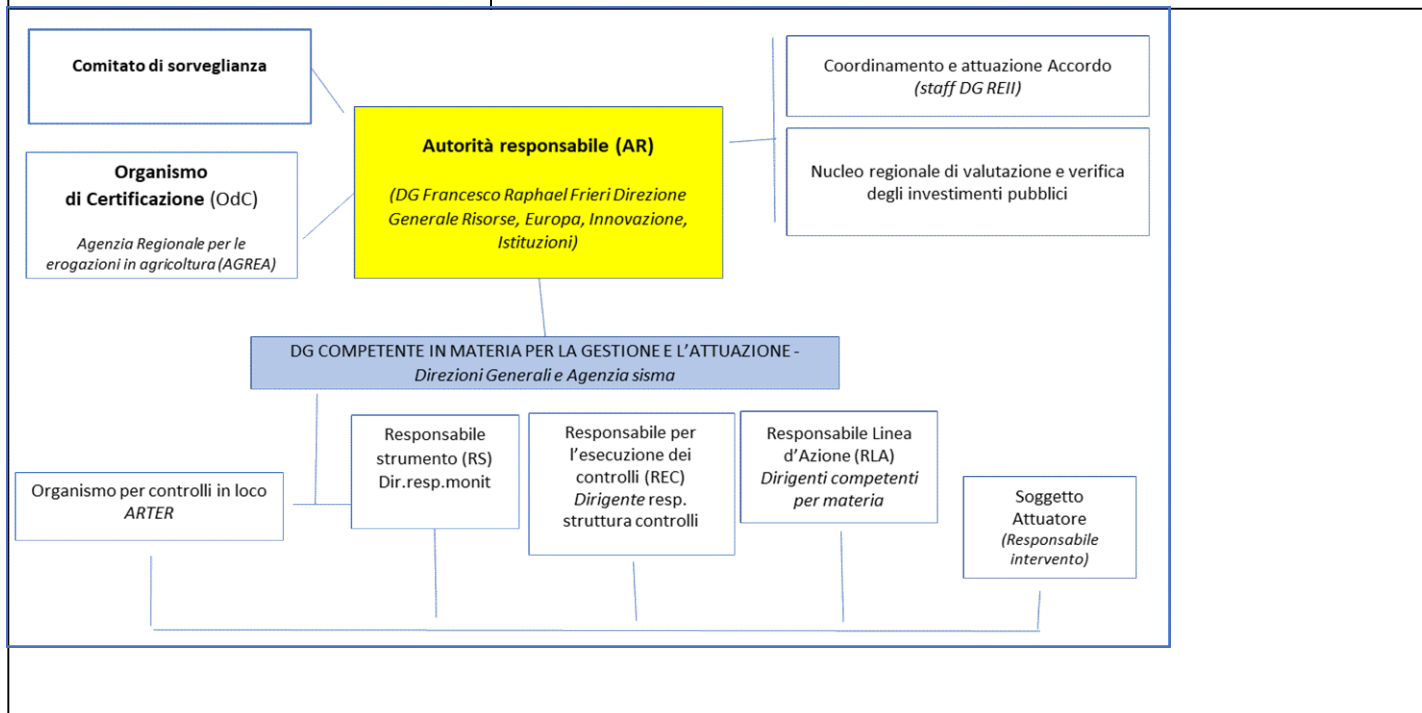 Comitato di sorveglianza
Organismo
di Certificazione (OdC)
Agenzia Regionale per le
erogazioni in agricoltura (AGREA)
Autorità responsabile (AR)
(DG Francesco Raphael Frieri Direzione
Generale Risorse, Europa, Innovazione,
Istituzioni)
Coordinamento e attuazione Accordo
(staff DG REII)
Nucleo regionale di valutazione e verifica
degli investimenti pubblici
DG COMPETENTE IN MATERIA PER LA GESTIONE E L'ATTUAZIONE -
Direzioni Generali e Agenzia sisma
Organismo per controlli in loco
ARTER
Responsabile
strumento (RS)
Dir.resp.monit
Responsabile per
l'esecuzione dei
controlli (REC)
Dirigente resp.
struttura controlli
Responsabile Linea
d'Azione (RLA)
Dirigenti competenti
per materia
Soggetto
Attuatore
(Responsabile
intervento)